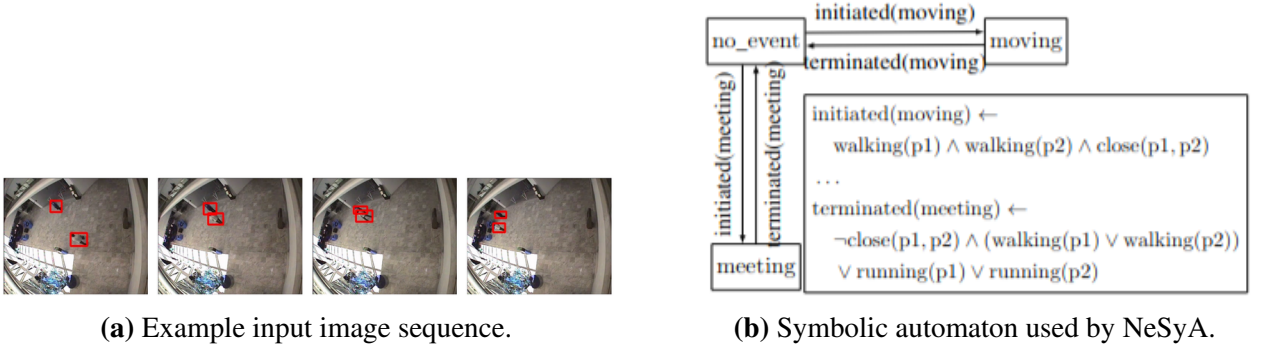 initiated(moving)
no_event
moving
terminated(moving)
initiated(meeting)
terminated(meeting)
meeting
initiated(moving) ←
walking(p1) ∧ walking(p2) ∧ close(p1, p2)
...
terminated(meeting) ←
¬close(p1, p2) ∧ (walking(p1) ∨ walking(p2))
∨ running(p1) ∨ running(p2)
(a) Example input image sequence.
(b) Symbolic automaton used by NeSyA.